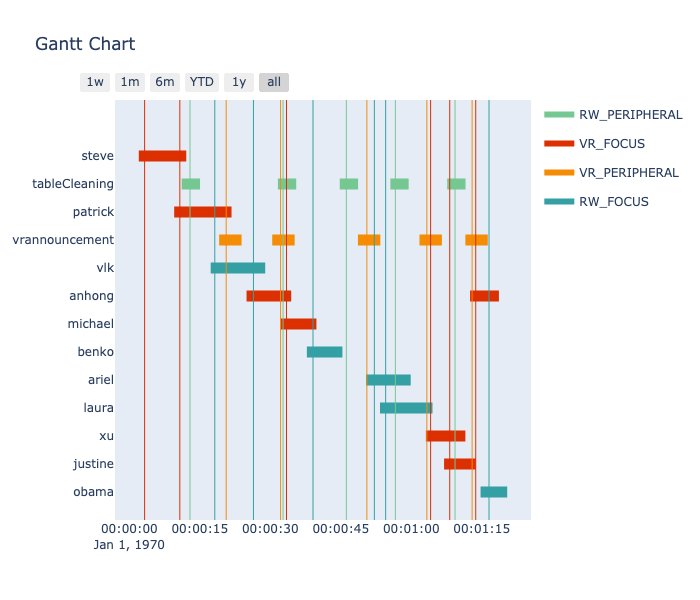 Gantt Chart
1w 1m 6m YTD 1y all
RW_PERIPHERAL
VR_FOCUS
VR_PERIPHERAL
RW_FOCUS
steve
tableCleaning
patrick
vrannouncement
vlk
anhong
michael
benko
ariel
laura
xu
justine
obama
00:00:00 00:00:15 00:00:30 00:00:45 00:01:00 00:01:15
Jan 1, 1970